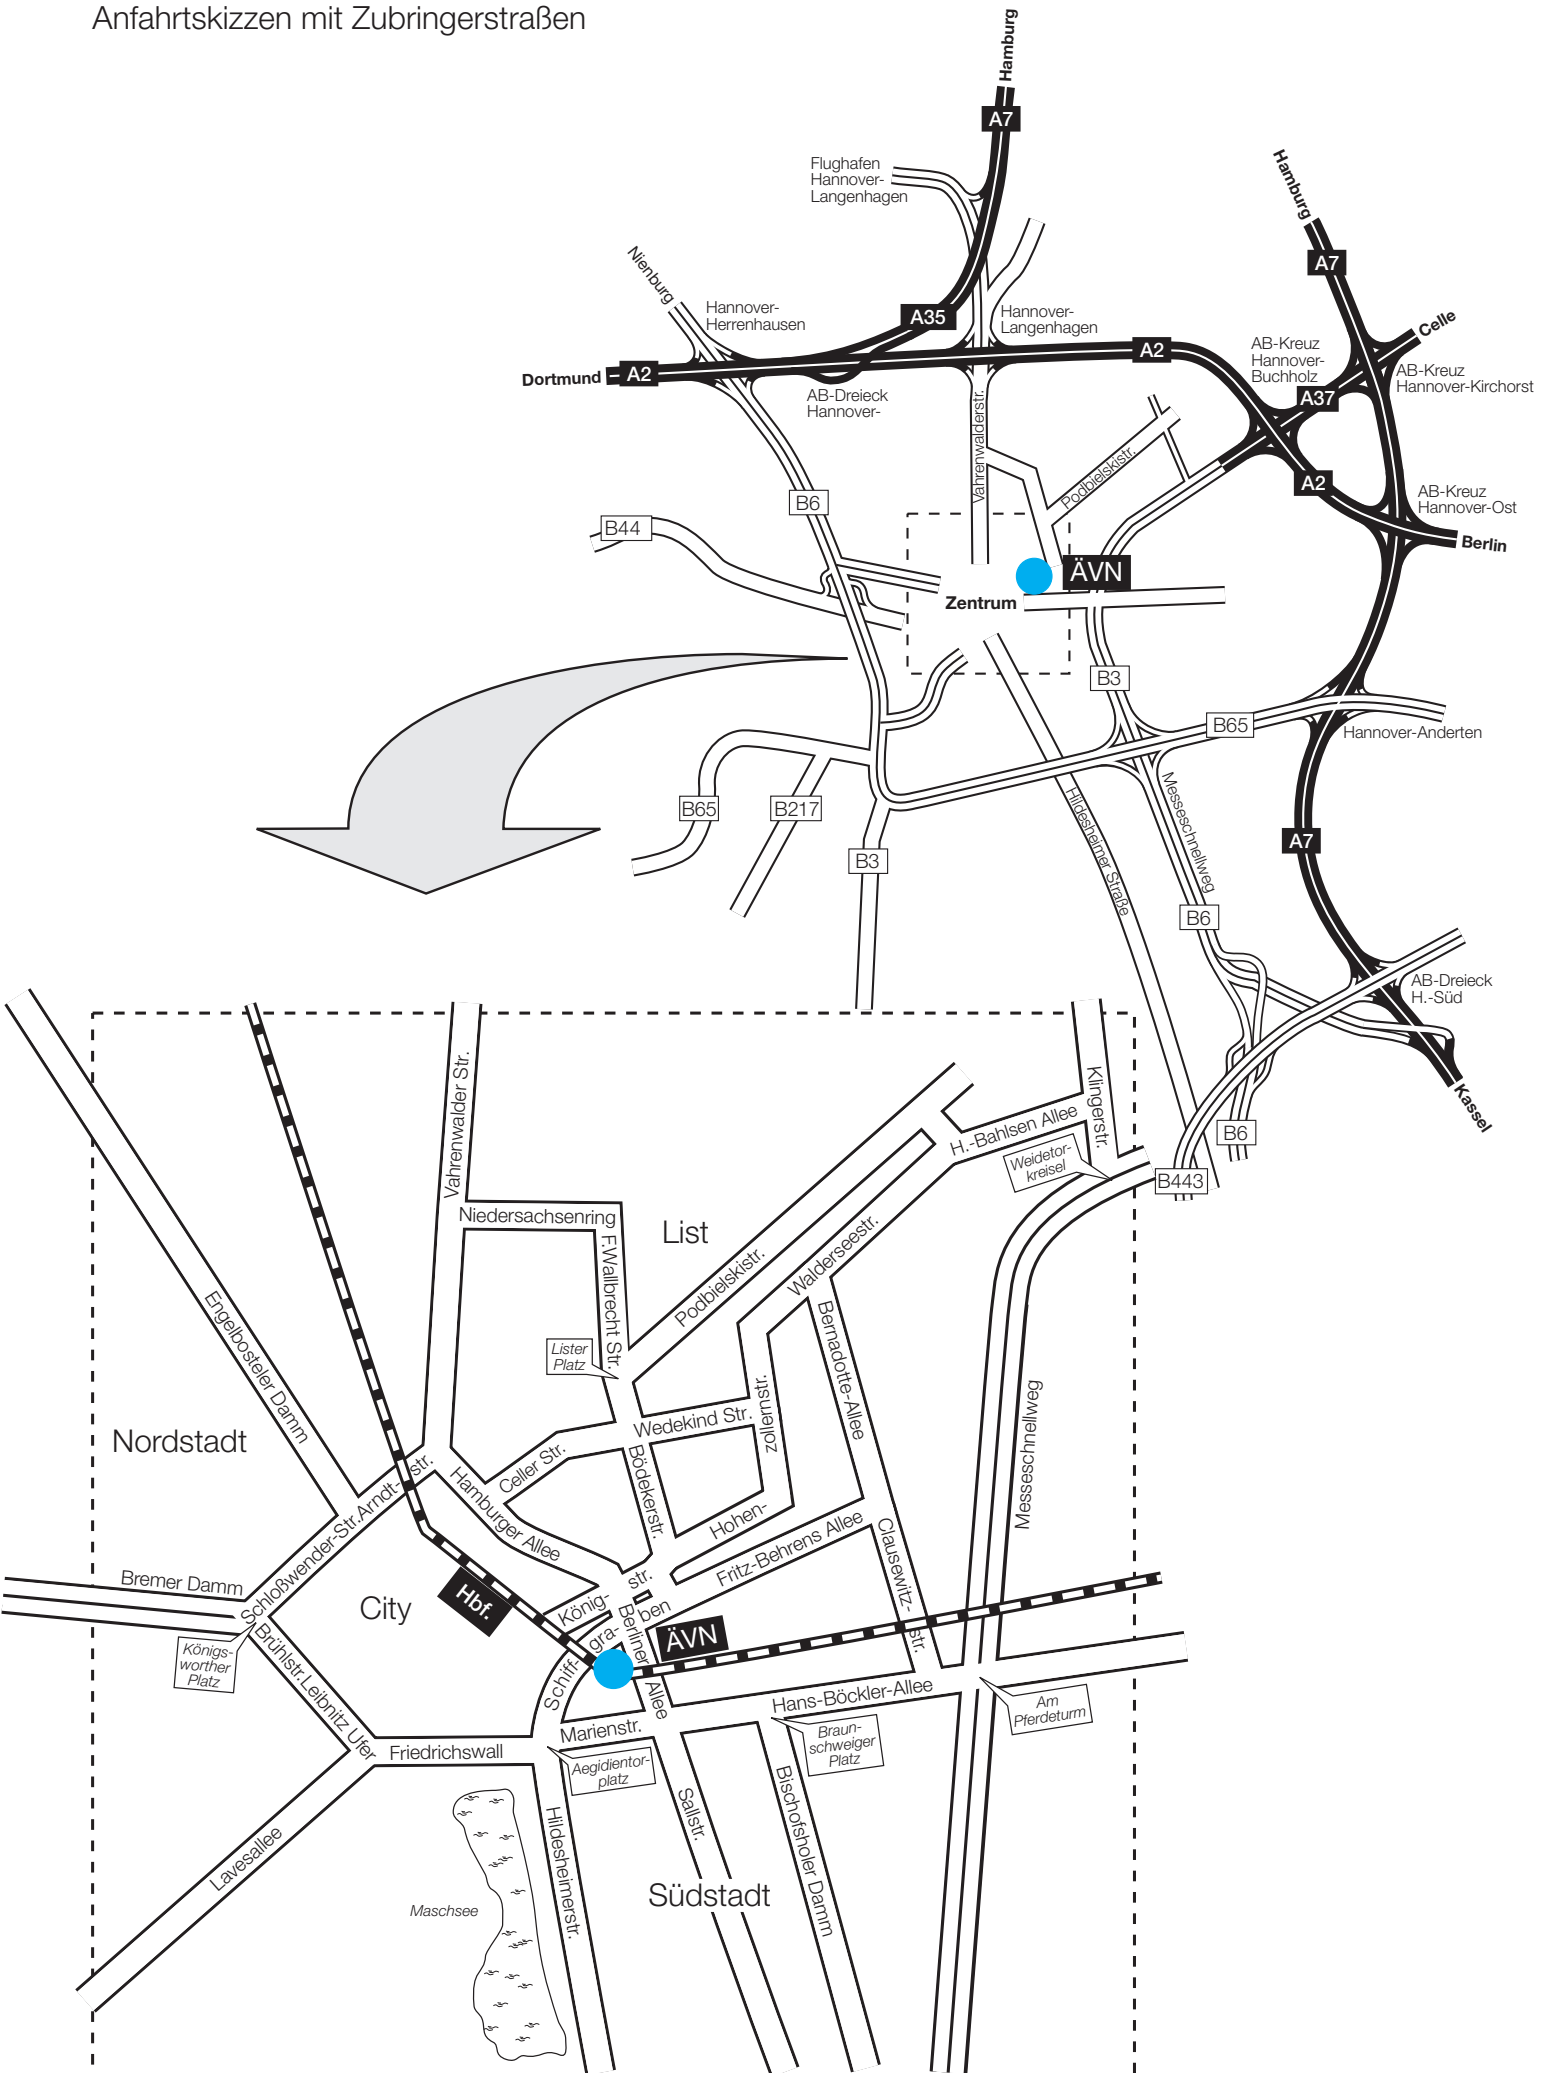 Anfahrtskizzen mit Zubringerstraßen
Hamburg
A7
Flughafen
Hannover-
Langenhagen
Hamburg
A7
Nienburg
Hannover-
Herrenhausen
A35
Hannover-
Langenhagen
Celle
AB-Kreuz
Hannover-
Buchholz
A2
Dortmund
A2
AB-Kreuz
Hannover-Kirchorst
AB-Dreieck
Hannover-
A37
Vahrenwalderstr.
Podbielskistr.
A2
B6
AB-Kreuz
Hannover-Ost
B44
Berlin
ÄVN
Zentrum
B3
B65
Hannover-Anderten
B65
B217
Hildesheimer Straße
Messeschnellweg
A7
B3
B6
AB-Dreieck
H.-Süd
Kassel
B6
B443
Vahrenwalder Str.
Klingerstr.
H.-Bahlsen Allee
Weidetor-
kreisel
Niedersachsenring
List
F.Wallbrecht Str.
Podbielskistr.
Walderseestr.
Engelbosteler Damm
Lister
Platz
Bernadotte-Allee
Messeschnellweg
Nordstadt
Wedekind Str.
zollernstr.
Celler Str.
Bödekerstr.
Hamburger Allee
Arndt-
str.
Schloßwender-Str.
Hohen-
Fritz-Behrens Allee
Clausewitz-
str.
Bremer Damm
City
Hbf.
König-
str.
Schiff-
gra-
ben
Berliner
Allee
ÄVN
Königs-
worther
Platz
Brühlstr.
Leibnitz Ufer
Hans-Böckler-Allee
Am
Pferdeturm
Marienstr.
Braun-
schweiger
Platz
Friedrichswall
Aegidientor-
platz
Lavesallee
Hildesheimerstr.
Sallstr.
Bischofsholer Damm
Südstadt
Maschsee